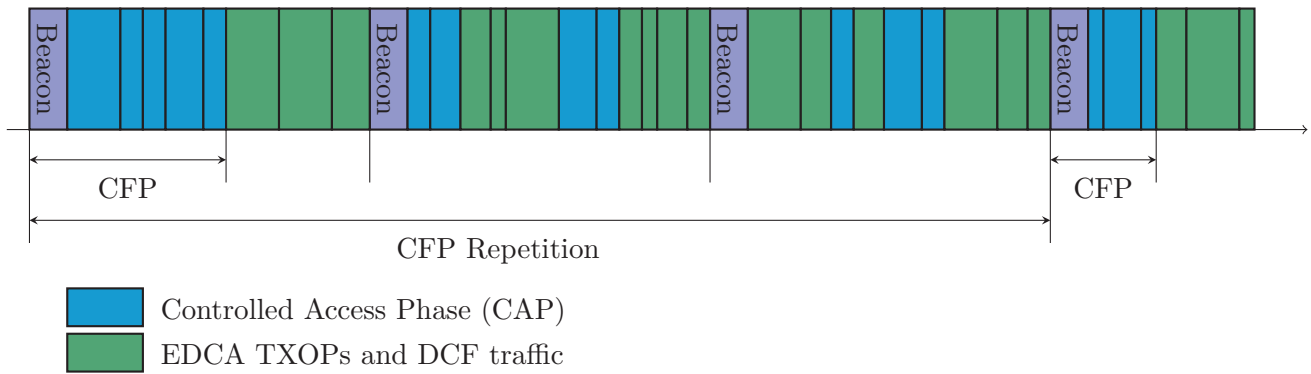 Beacon
Beacon
Beacon
Beacon
CFP
CFP
CFP Repetition
Controlled Access Phase (CAP)
EDCA TXOPs and DCF traffic